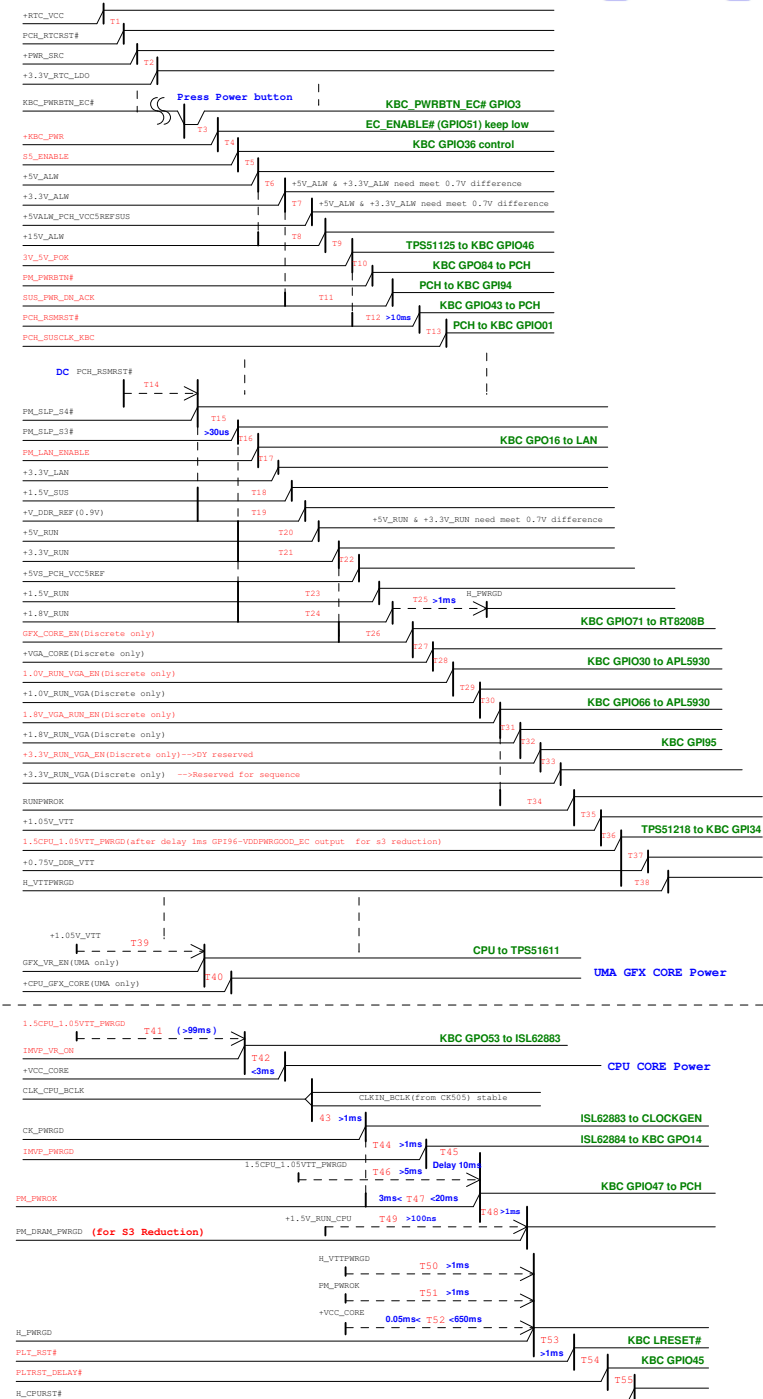 +RTC_VCC
T1
PCH_RTCRST#
+PWR_SRC
T2
+3.3V_RTC_LDO
Press Power button
KBC_PWRBTN_EC#
KBC_PWRBTN_EC# GPIO3
T3
EC_ENABLE# (GPIO51) keep low
+KBC_PWR
T4
KBC GPIO36 control
S5_ENABLE
T5
+5V_ALW
T6
+5V_ALW & +3.3V_ALW need meet 0.7V difference
+3.3V_ALW
T7
+5V_ALW & +3.3V_ALW need meet 0.7V difference
+5VALW_PCH_VCC5REFSUS
+15V_ALW
T8
T9
TPS51125 to KBC GPIO46
3V_5V_POK
T10
KBC GPO84 to PCH
PM_PWRBTN#
PCH to KBC GPI94
SUS_PWR_DN_ACK
T11
KBC GPIO43 to PCH
PCH_RSMRST#
T12 >10ms
PCH to KBC GPIO01
T13
PCH_SUSCLK_KBC
DC PCH_RSMRST#
T14
PM_SLP_S4#
T15
>30us
PM_SLP_S3#
T16
KBC GPO16 to LAN
PM_LAN_ENABLE
T17
+3.3V_LAN
+1.5V_SUS
T18
+V_DDR_REF(0.9V)
T19
+5V_RUN & +3.3V_RUN need meet 0.7V difference
+5V_RUN
T20
+3.3V_RUN
T21
T22
+5VS_PCH_VCC5REF
+1.5V_RUN
T23
T25 >1ms
H_PWRGD
+1.8V_RUN
T24
KBC GPIO71 to RT8208B
GFX_CORE_EN(Discrete only)
T26
T27
+VGA_CORE(Discrete only)
T28
KBC GPIO30 to APL5930
1.0V_RUN_VGA_EN(Discrete only)
T29
+1.0V_RUN_VGA(Discrete only)
T30
KBC GPIO66 to APL5930
1.8V_VGA_RUN_EN(Discrete only)
T31
+1.8V_RUN_VGA(Discrete only)
T32
KBC GPI95
+3.3V_RUN_VGA_EN(Discrete only)-->DY reserved
T33
+3.3V_RUN_VGA(Discrete only) -->Reserved for sequence
RUNPWROK
T34
T35
+1.05V_VTT
T36
TPS51218 to KBC GPI34
1.5CPU_1.05VTT_PWRGD(after delay 1ms GPI96-VDDPWRGOOD_EC output for s3 reduction)
T37
+0.75V_DDR_VTT
H_VTTPWRGD
T38
+1.05V_VTT
T39
CPU to TPS51611
GFX_VR_EN(UMA only)
T40
UMA GFX CORE Power
+CPU_GFX_CORE(UMA only)
1.5CPU_1.05VTT_PWRGD
T41 (>99ms)
KBC GPO53 to ISL62883
IMVP_VR_ON
T42
<3ms
CPU CORE Power
+VCC_CORE
CLK_CPU_BCLK
CLKIN_BCLK(from CK505) stable
43 >1ms
ISL62883 to CLOCKGEN
CK_PWRGD
T44 >1ms
ISL62884 to KBC GPO14
IMVP_PWRGD
T45
Delay 10ms
1.5CPU_1.05VTT_PWRGD
T46 >5ms
KBC GPIO47 to PCH
PM_PWROK
3ms< T47 <20ms
T48 >1ms
+1.5V_RUN_CPU
T49 >100ns
PM_DRAM_PWRGD (for S3 Reduction)
H_VTTPWRGD
T50 >1ms
PM_PWROK
T51 >1ms
+VCC_CORE
0.05ms< T52 <650ms
H_PWRGD
T53
>1ms
KBC LRESET#
PLT_RST#
T54
KBC GPIO45
PLTRST_DELAY#
T55
H_CPURST#